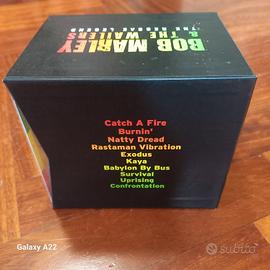 BOB MARLEY
& THE WAILERS
THE REGGAE LEGEND
Catch A Fire
Burnin'
Natty Dread
Rastaman Vibration
Exodus
Kaya
Babylon By Bus
Survival
Uprising
Confrontation
Galaxy A22
subito